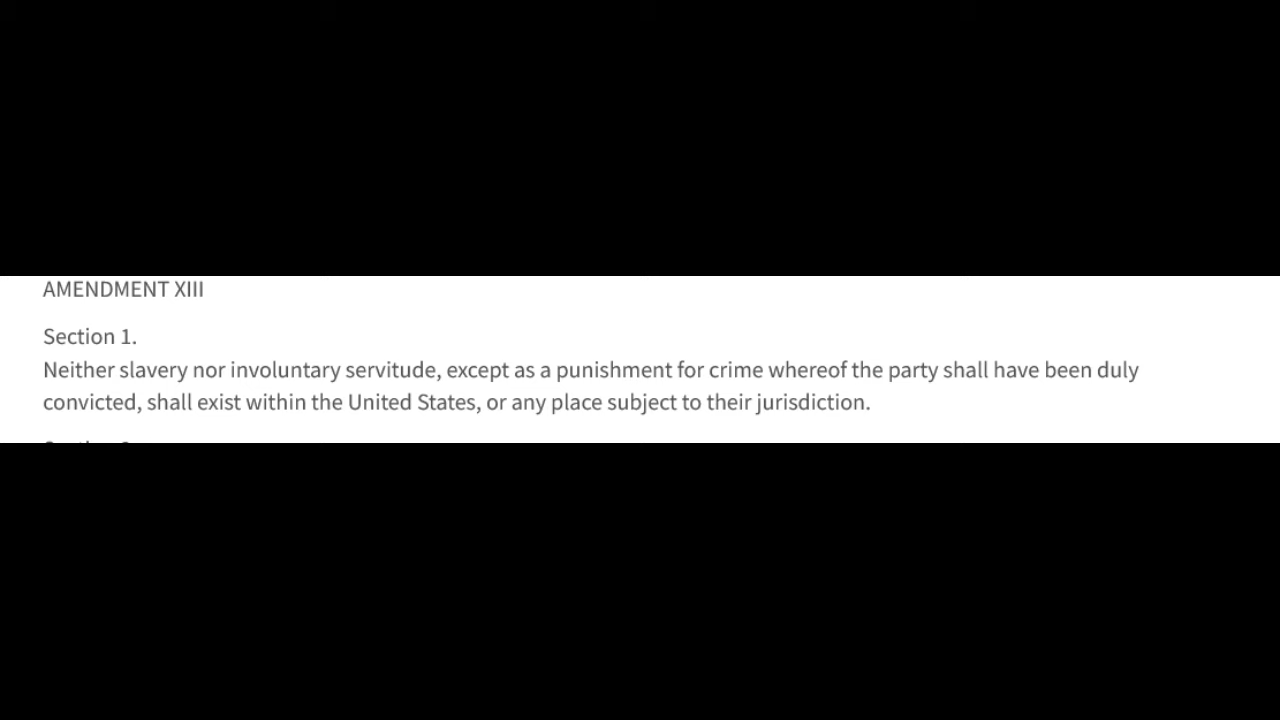 AMENDMENT XIII
Section 1.
Neither slavery nor involuntary servitude, except as a punishment for crime whereof the party shall have been duly
convicted, shall exist within the United States, or any place subject to their jurisdiction.